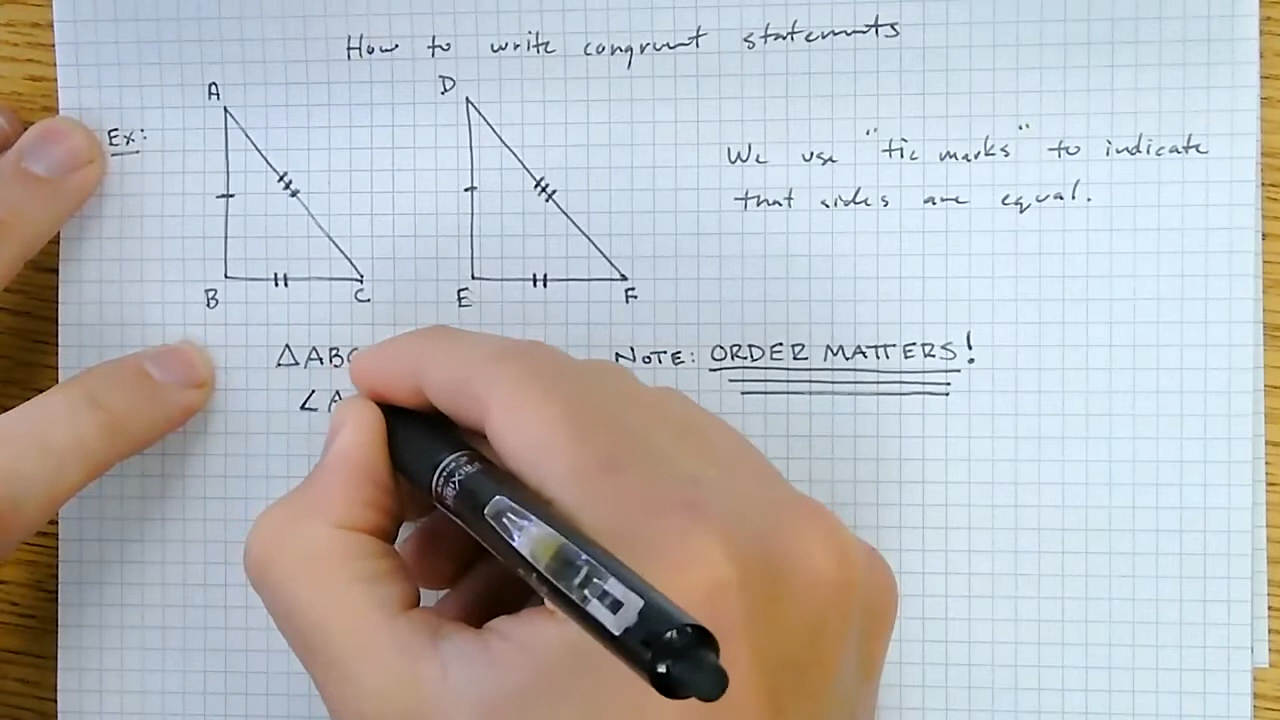 How to write congruent statements
Ex:
A
D
B
C
E
F
We use "tic marks" to indicate
that sides are equal.
△ABC
NOTE: ORDER MATTERS!
∠A